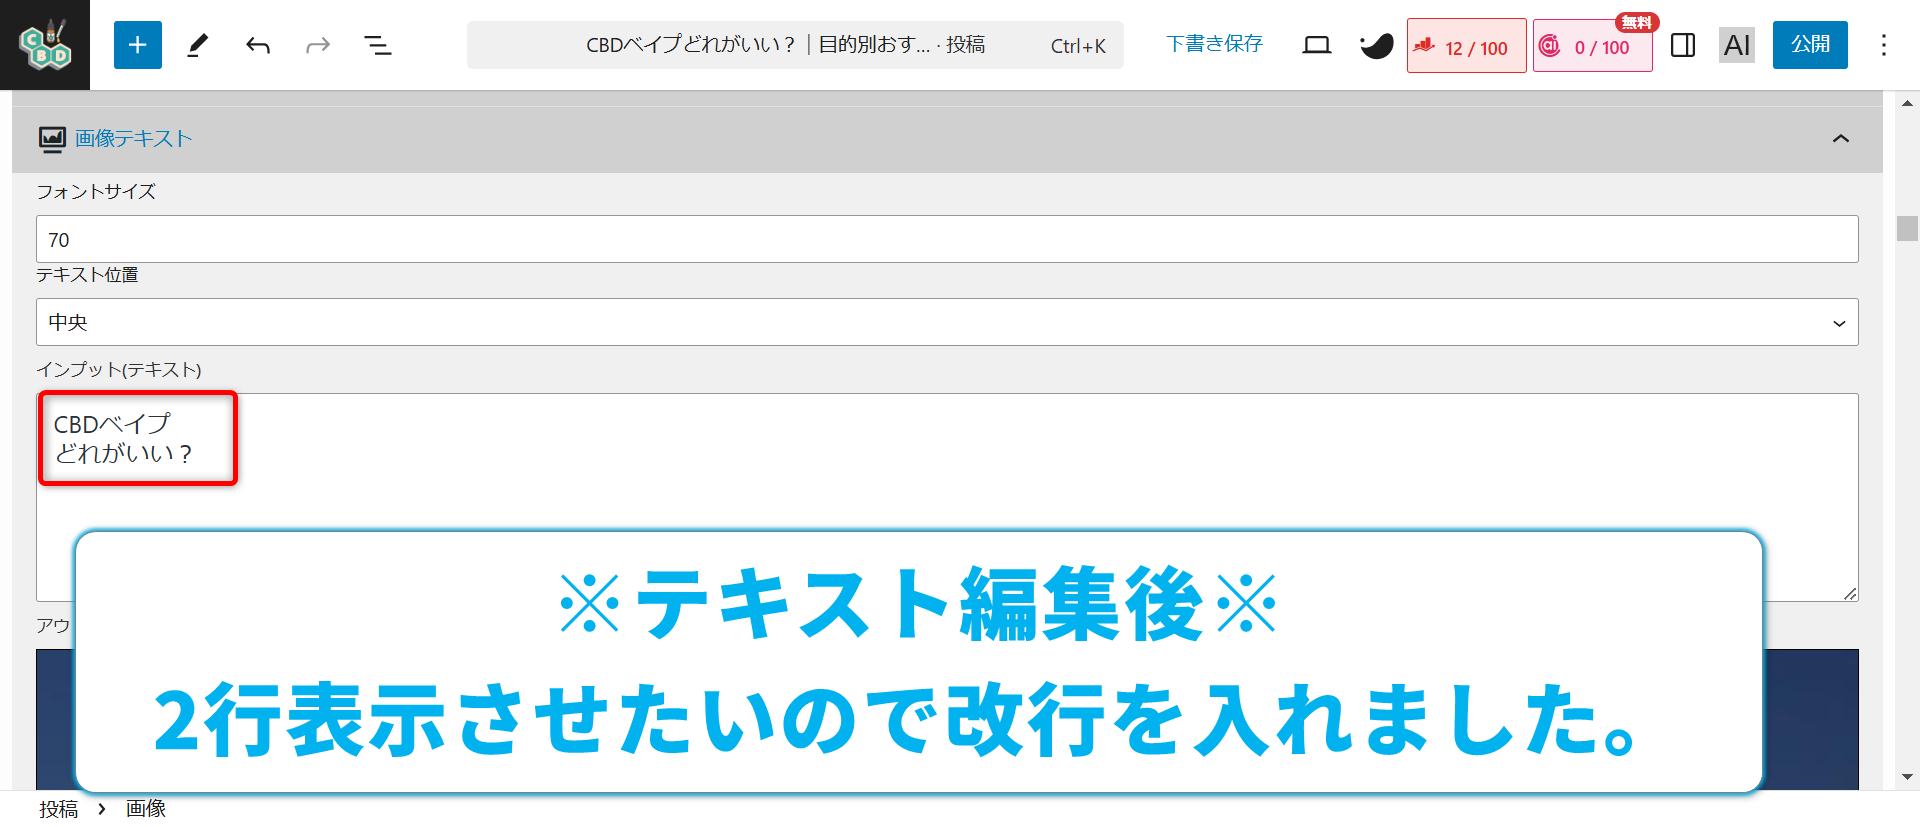 CBD
CBDベイプどれがいい？｜目的別おす... · 投稿 Ctrl+K
下書き保存
12 / 100
無料
0 / 100
AI
公開
画像テキスト
フォントサイズ
70
テキスト位置
中央
インプット(テキスト)
CBDベイプ
どれがいい？
※テキスト編集後※
アウ
2行表示させたいので改行を入れました。
投稿 › 画像